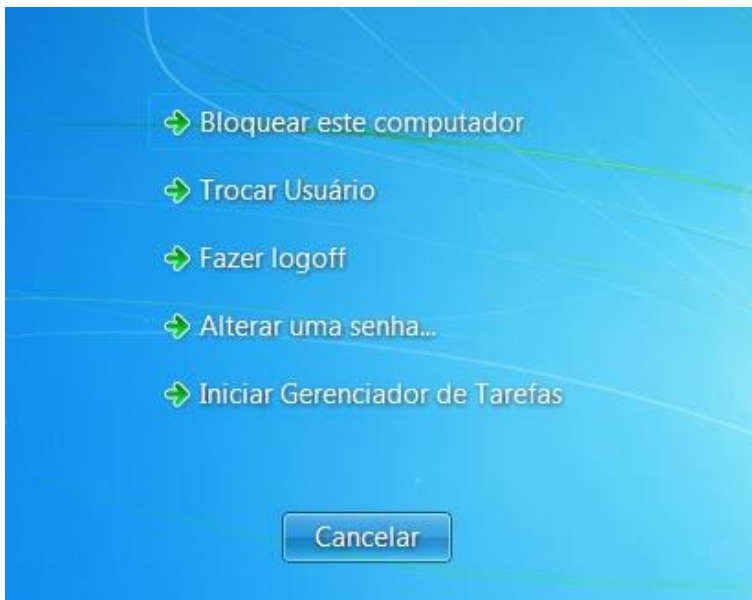 Bloquear este computador
Trocar Usuário
Fazer logoff
Alterar uma senha...
Iniciar Gerenciador de Tarefas
Cancelar